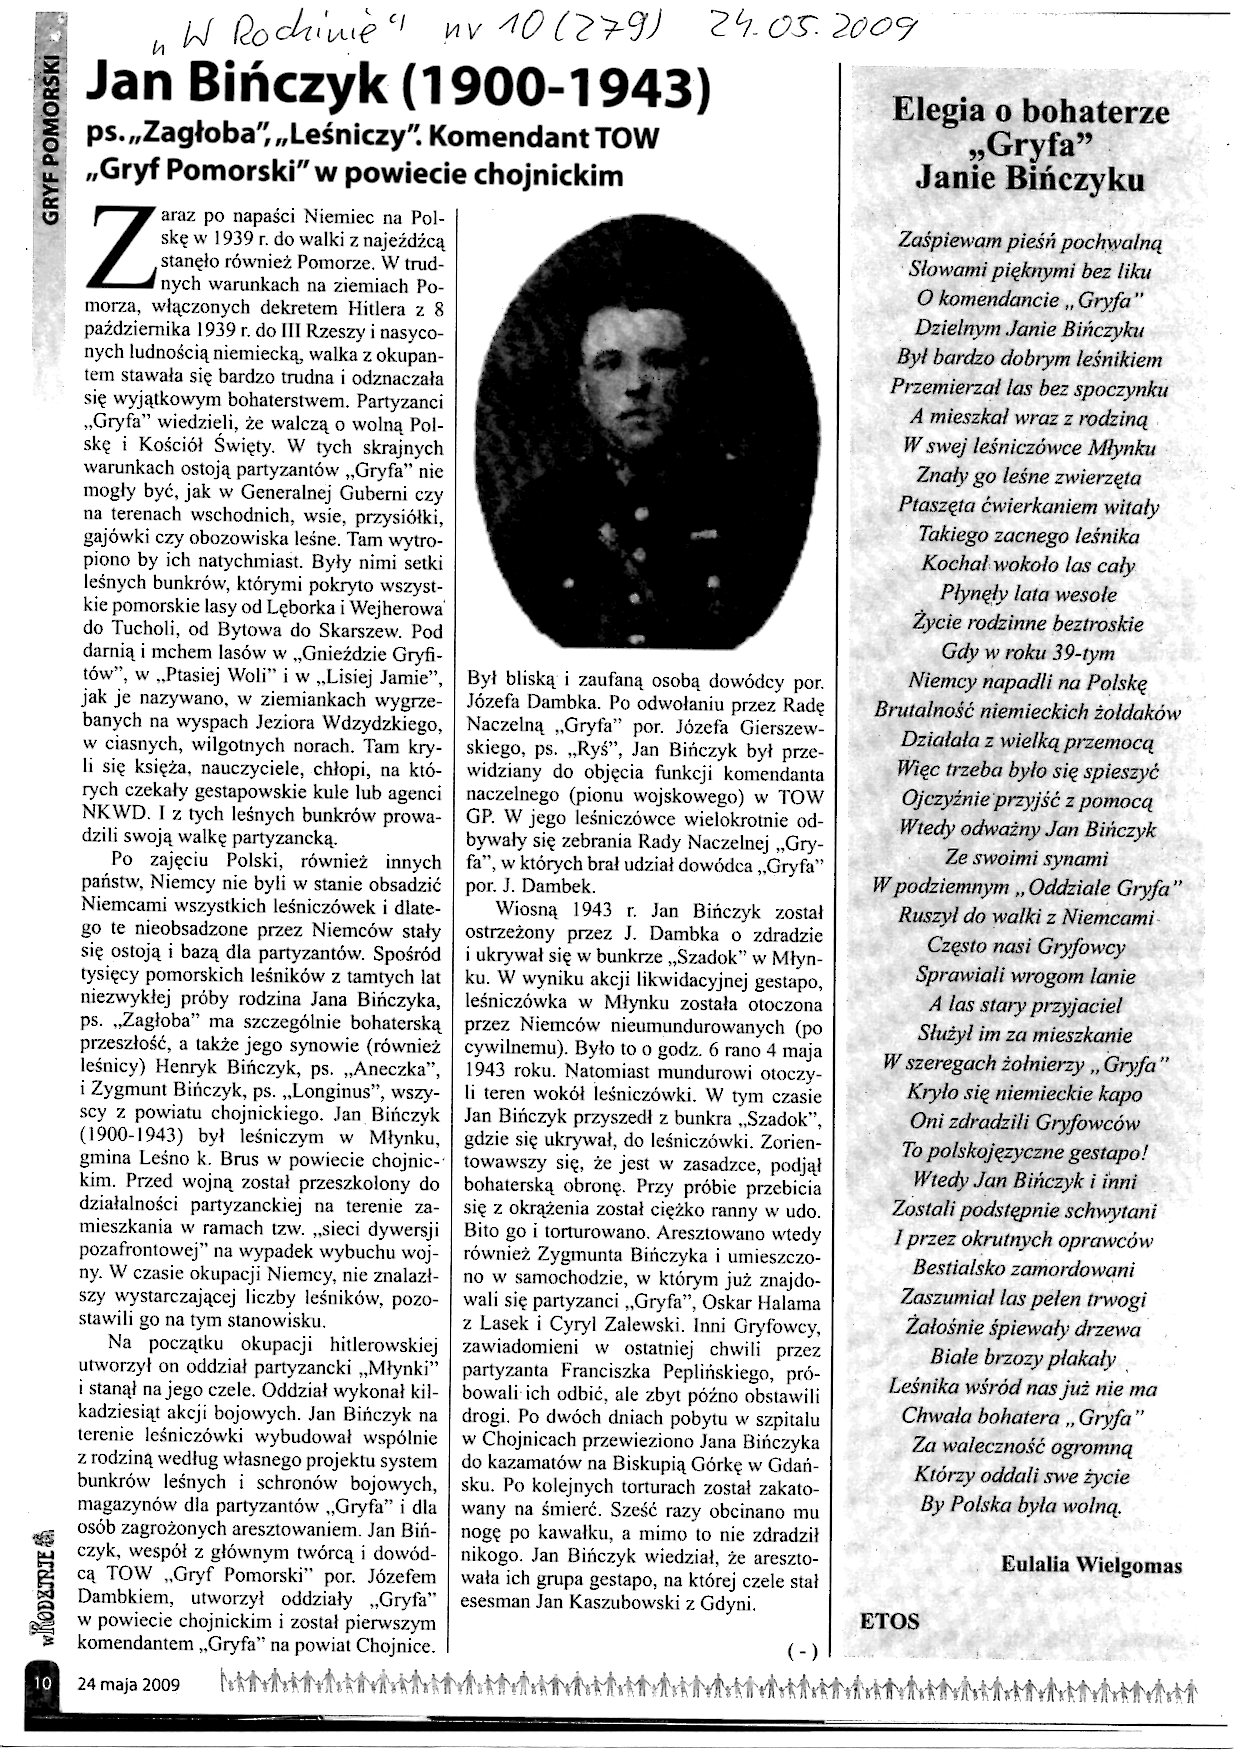 „W Rodzinie" nr 10 (279) 24.05.2009
GRYF POMORSKI
Jan Bińczyk (1900-1943)
ps. „Zagłoba", „Leśniczy". Komendant TOW
„Gryf Pomorski" w powiecie chojnickim
Zaraz po napaści Niemiec na Pol-
skę w 1939 r. do walki z najeźdźcą
stanęło również Pomorze. W trud-
nych warunkach na ziemiach Po-
morza, włączonych dekretem Hitlera z 8
października 1939 r. do III Rzeszy i nasyco-
nych ludnością niemiecką, walka z okupan-
tem stawała się bardzo trudna i odznaczała
się wyjątkowym bohaterstwem. Partyzanci
„Gryfa" wiedzieli, że walczą o wolną Pol-
skę i Kościół Święty. W tych skrajnych
warunkach ostoją partyzantów „Gryfa" nie
mogły być, jak w Generalnej Guberni czy
na terenach wschodnich, wsie, przysiółki,
gajówki czy obozowiska leśne. Tam wytro-
piono by ich natychmiast. Były nimi setki
leśnych bunkrów, którymi pokryto wszyst-
kie pomorskie lasy od Lęborka i Wejherowa
do Tucholi, od Bytowa do Skarszew. Pod
darnią i mchem lasów w „Gnieździe Gryfi-
tów", w „Ptasiej Woli" i w „Lisiej Jamie",
jak je nazywano, w ziemiankach wygrze-
banych na wyspach Jeziora Wdzydzkiego,
w ciasnych, wilgotnych norach. Tam kry-
li się księża, nauczyciele, chłopi, na któ-
rych czekały gestapowskie kule lub agenci
NKWD. I z tych leśnych bunkrów prowa-
dzili swoją walkę partyzancką.
Po zajęciu Polski, również innych
państw, Niemcy nie byli w stanie obsadzić
Niemcami wszystkich leśniczówek i dlate-
go te nieobsadzone przez Niemców stały
się ostoją i bazą dla partyzantów. Spośród
tysięcy pomorskich leśników z tamtych lat
niezwykłej próby rodzina Jana Bińczyka,
ps. „Zagłoba" ma szczególnie bohaterską
przeszłość, a także jego synowie (również
leśnicy) Henryk Bińczyk, ps. „Aneczka",
i Zygmunt Bińczyk, ps. „Longinus", wszy-
scy z powiatu chojnickiego. Jan Bińczyk
(1900-1943) był leśniczym w Młynku,
gmina Leśno k. Brus w powiecie chojnic-
kim. Przed wojną został przeszkolony do
działalności partyzanckiej na terenie za-
mieszkania w ramach tzw. „sieci dywersji
pozafrontowej" na wypadek wybuchu woj-
ny. W czasie okupacji Niemcy, nie znalazł-
szy wystarczającej liczby leśników, pozo-
stawili go na tym stanowisku.
Na początku okupacji hitlerowskiej
utworzył on oddział partyzancki „Młynki"
i stanął na jego czele. Oddział wykonał kil-
kadziesiąt akcji bojowych. Jan Bińczyk na
terenie leśniczówki wybudował wspólnie
z rodziną według własnego projektu system
bunkrów leśnych i schronów bojowych,
magazynów dla partyzantów „Gryfa" i dla
osób zagrożonych aresztowaniem. Jan Biń-
czyk, wespół z głównym twórcą i dowód-
cą TOW „Gryf Pomorski" por. Józefem
Dambkiem, utworzył oddziały „Gryfa"
w powiecie chojnickim i został pierwszym
komendantem „Gryfa" na powiat Chojnice.
Był bliską i zaufaną osobą dowódcy por.
Józefa Dambka. Po odwołaniu przez Radę
Naczelną „Gryfa" por. Józefa Gierszew-
skiego, ps. „Ryś", Jan Bińczyk był prze-
widziany do objęcia funkcji komendanta
naczelnego (pionu wojskowego) w TOW
GP. W jego leśniczówce wielokrotnie od-
bywały się zebrania Rady Naczelnej „Gry-
fa", w których brał udział dowódca „Gryfa"
por. J. Dambek.
Wiosną 1943 r. Jan Bińczyk został
ostrzeżony przez J. Dambka o zdradzie
i ukrywał się w bunkrze „Szadok" w Młyn-
ku. W wyniku akcji likwidacyjnej gestapo,
leśniczówka w Młynku została otoczona
przez Niemców nieumundurowanych (po
cywilnemu). Było to o godz. 6 rano 4 maja
1943 roku. Natomiast mundurowi otoczy-
li teren wokół leśniczówki. W tym czasie
Jan Bińczyk przyszedł z bunkra „Szadok",
gdzie się ukrywał, do leśniczówki. Zorien-
towawszy się, że jest w zasadzce, podjął
bohaterską obronę. Przy próbie przebicia
się z okrążenia został ciężko ranny w udo.
Bito go i torturowano. Aresztowano wtedy
również Zygmunta Bińczyka i umieszczo-
no w samochodzie, w którym już znajdo-
wali się partyzanci „Gryfa", Oskar Halama
z Lasek i Cyryl Zalewski. Inni Gryfowcy,
zawiadomieni w ostatniej chwili przez
partyzanta Franciszka Peplińskiego, pró-
bowali ich odbić, ale zbyt późno obstawili
drogi. Po dwóch dniach pobytu w szpitalu
w Chojnicach przewieziono Jana Bińczyka
do kazamatów na Biskupią Górkę w Gdań-
sku. Po kolejnych torturach został zakato-
wany na śmierć. Sześć razy obcinano mu
nogę po kawałku, a mimo to nie zdradził
nikogo. Jan Bińczyk wiedział, że areszto-
wała ich grupa gestapo, na której czele stał
esesman Jan Kaszubowski z Gdyni.
(-)
Elegia o bohaterze
„Gryfa"
Janie Bińczyku
Zaśpiewam pieśń pochwalną
Słowami pięknymi bez liku
O komendancie „Gryfa"
Dzielnym Janie Bińczyku
Był bardzo dobrym leśnikiem
Przemierzał las bez spoczynku
A mieszkał wraz z rodziną
W swej leśniczówce Młynku
Znały go leśne zwierzęta
Ptaszęta ćwierkaniem witały
Takiego zacnego leśnika
Kochał wokoło las cały
Płynęły lata wesołe
Życie rodzinne beztroskie
Gdy w roku 39-tym
Niemcy napadli na Polskę
Brutalność niemieckich żołdaków
Działała z wielką przemocą
Więc trzeba było się spieszyć
Ojczyźnie przyjść z pomocą
Wtedy odważny Jan Bińczyk
Ze swoimi synami
W podziemnym „Oddziale Gryfa"
Ruszył do walki z Niemcami
Często nasi Gryfowcy
Sprawiali wrogom lanie
A las stary przyjaciel
Służył im za mieszkanie
W szeregach żołnierzy „Gryfa"
Kryło się niemieckie kapo
Oni zdradzili Gryfowców
To polskojęzyczne gestapo!
Wtedy Jan Bińczyk i inni
Zostali podstępnie schwytani
I przez okrutnych oprawców
Bestialsko zamordowani
Zaszumiał las pełen trwogi
Żałośnie śpiewały drzewa
Białe brzozy płakały
Leśnika wśród nas już nie ma
Chwała bohatera „Gryfa"
Za waleczność ogromną
Którzy oddali swe życie
By Polska była wolną.
Eulalia Wielgomas
ETOS
wRODZINIE
10
24 maja 2009